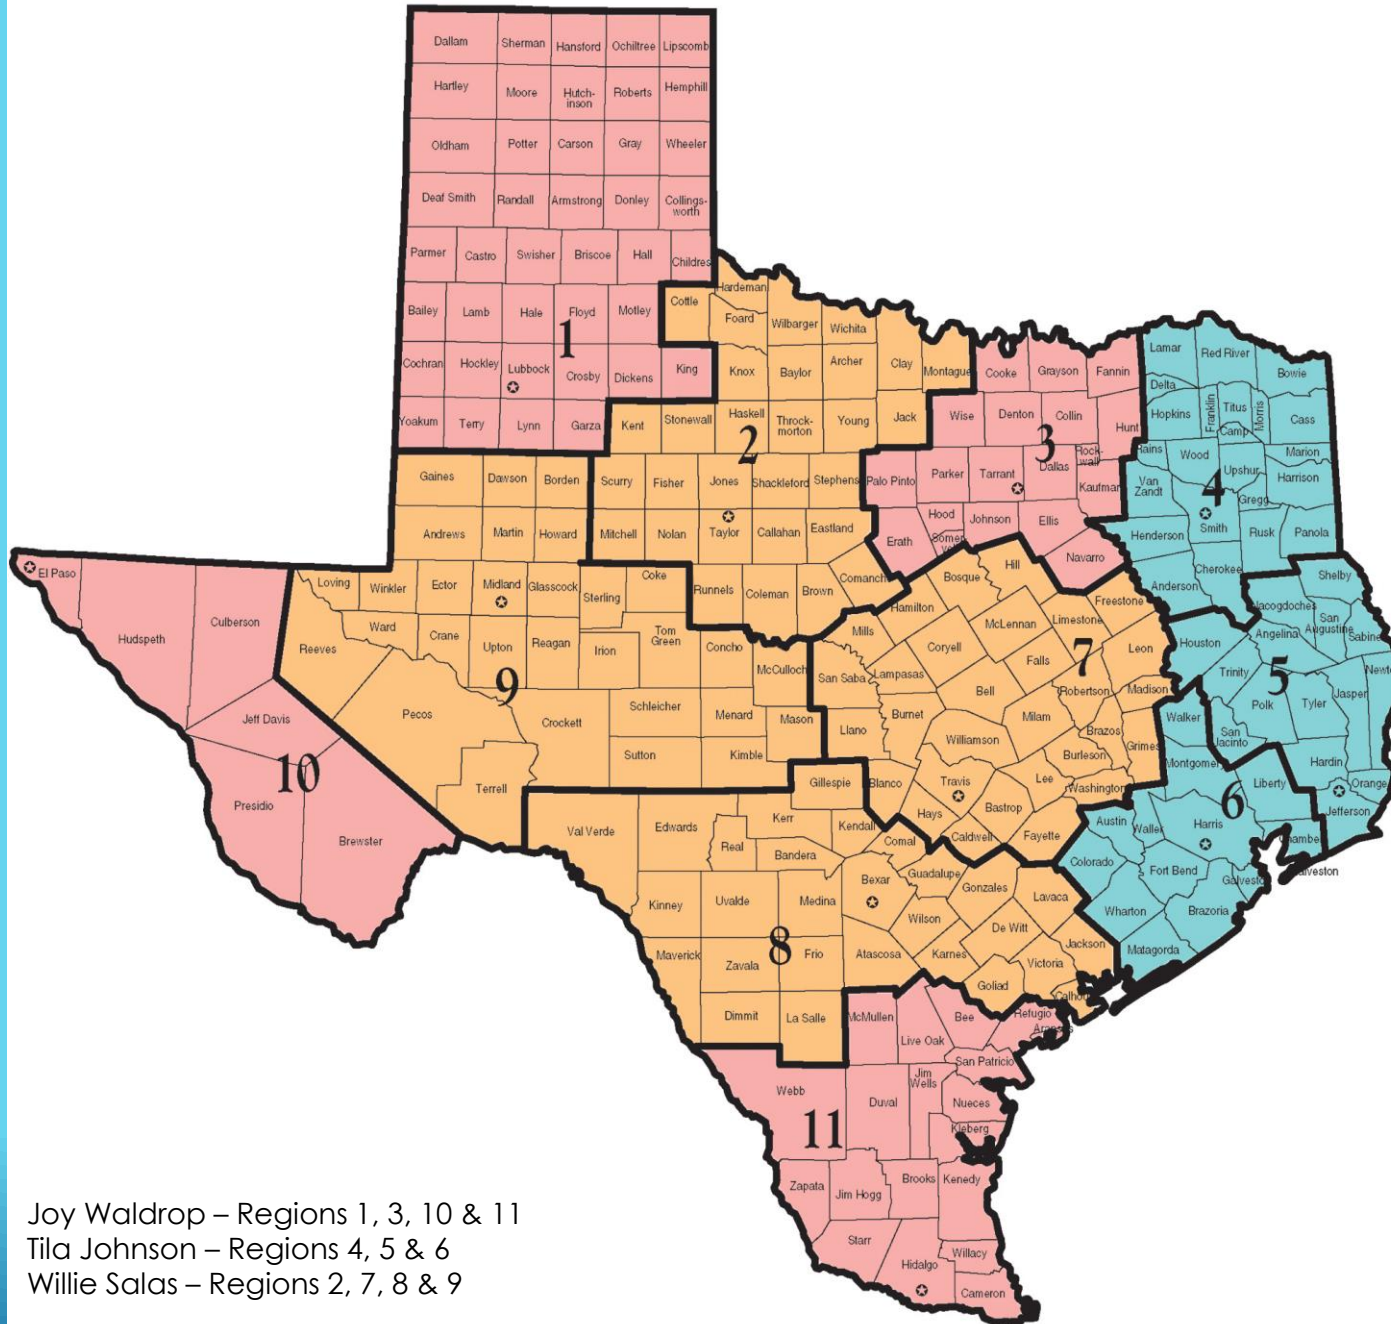 Dallam Sherman Hansford Ochiltree Lipscomb
Hartley Moore Hutch-
inson Roberts Hemphill
Oldham Potter Carson Gray Wheeler
Deaf Smith Randall Armstrong Donley Collings-
worth
Parmer Castro Swisher Briscoe Hall Childres
Bailey Lamb Hale Floyd Motley
1
Cochran Hockley Lubbock Crosby Dickens King
Yoakum Terry Lynn Garza
Cottle Hardeman
Foard Wilbarger Wichita
Knox Baylor Archer Clay Montague
Kent Stonewall Haskell Throck-
morton Young Jack
2
Scurry Fisher Jones Shackleford Stephens
Mitchell Nolan Taylor Callahan Eastland
Runnels Coleman Brown Comanch
Cooke Grayson Fannin
Wise Denton Collin Hunt
3
Palo Pinto Parker Tarrant Dallas Rock-
wall
Kaufman
Erath Hood Johnson Ellis
Somer
Navarro
Lamar Red River Bowie
Delta
Hopkins Franklin Titus Morris Cass
Camp
Rains Wood Upshur Marion
Van
Zandt 4 Gregg Harrison
Henderson Smith Rusk Panola
Anderson Cherokee
Shelby
Nacogdoches
Houston Angelina San
Augustine Sabine
Trinity 5 Jasper Newt
Polk Tyler
San
Jacinto
Hardin
Orange
Jefferson
Walker
Montgomery
Liberty
6
Austin Waller Harris Chambe
Colorado Fort Bend Galvest alveston
Wharton Brazoria
Matagorda
Bosque Hill
Hamilton McLennan Limestone Freestone
Mills Coryell Falls 7 Leon
San Saba Lampasas Bell Robertson Madison
Llano Burnet Milam Brazos Grimes
Williamson Burleson
Blanco Travis Lee Washington
Hays Bastrop
Caldwell Fayette
Gaines Dawson Borden
Andrews Martin Howard
Loving Winkler Ector Midland Glasscock Sterling Coke
Reeves Ward Crane Upton Reagan Irion Tom
Green Concho McCulloch
9
Pecos Crockett Schleicher Menard Mason
Sutton Kimble
Terrell
El Paso
Hudspeth Culberson
Jeff Davis
10
Presidio Brewster
Gillespie
Val Verde Edwards Kerr Kendall
Real Bandera Comal
Kinney Uvalde Medina Bexar Guadalupe Gonzales Lavaca
Wilson De Witt
Maverick Zavala 8 Frio Atascosa Karnes Victoria Jackson
Goliad Calhou
Dimmit La Salle
McMullen Live Oak Bee Refugio
Aransas
San Patricio
Webb Duval Jim
Wells Nueces
11 Kleberg
Zapata Jim Hogg Brooks Kenedy
Starr Hidalgo Willacy
Cameron
Joy Waldrop – Regions 1, 3, 10 & 11
Tila Johnson – Regions 4, 5 & 6
Willie Salas – Regions 2, 7, 8 & 9